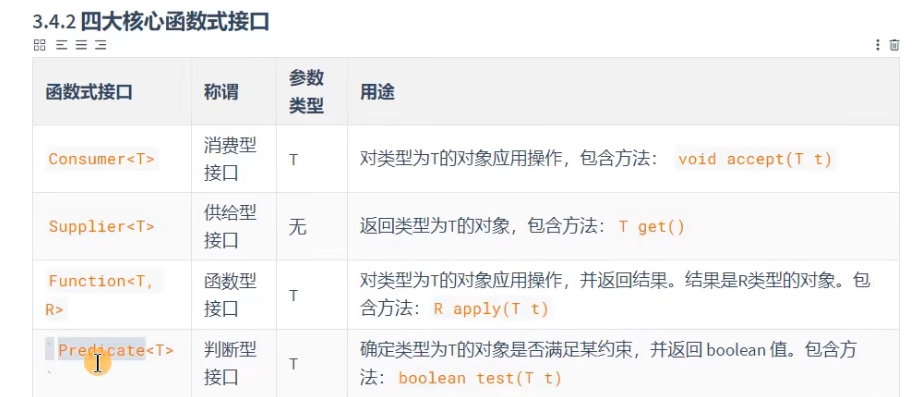 3.4.2 四大核心函数式接口
函数式接口
称谓
参数
类型
用途
Consumer<T>
消费型
接口
T
对类型为T的对象应用操作，包含方法： void accept(T t)
Supplier<T>
供给型
接口
无
返回类型为T的对象，包含方法： T get()
Function<T,
R>
函数型
接口
T
对类型为T的对象应用操作，并返回结果。结果是R类型的对象。包
含方法： R apply(T t)
`Predicate<T>
`
判断型
接口
T
确定类型为T的对象是否满足某约束，并返回 boolean 值。包含方
法： boolean test(T t)